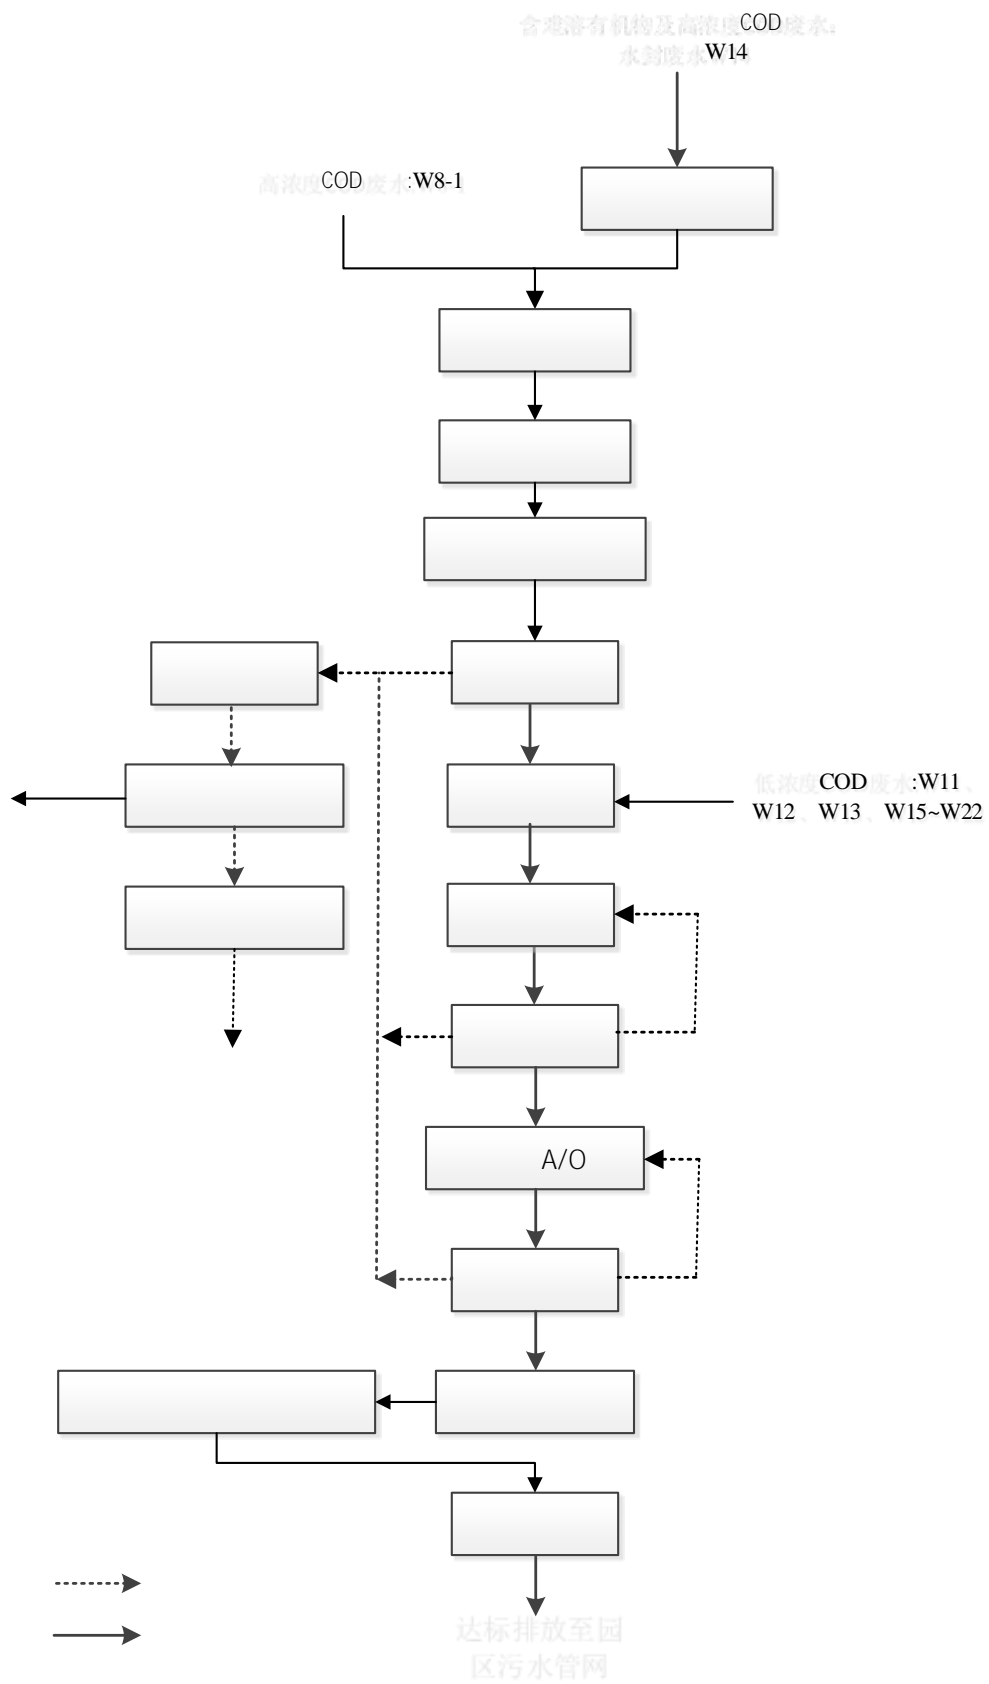 含难溶有机物及高浓度COD废水:
水封废水W14
高浓度COD废水:W8-1
低浓度COD废水:W11、
W12、W13、W15~W22
A/O
达标排放至园
区污水管网